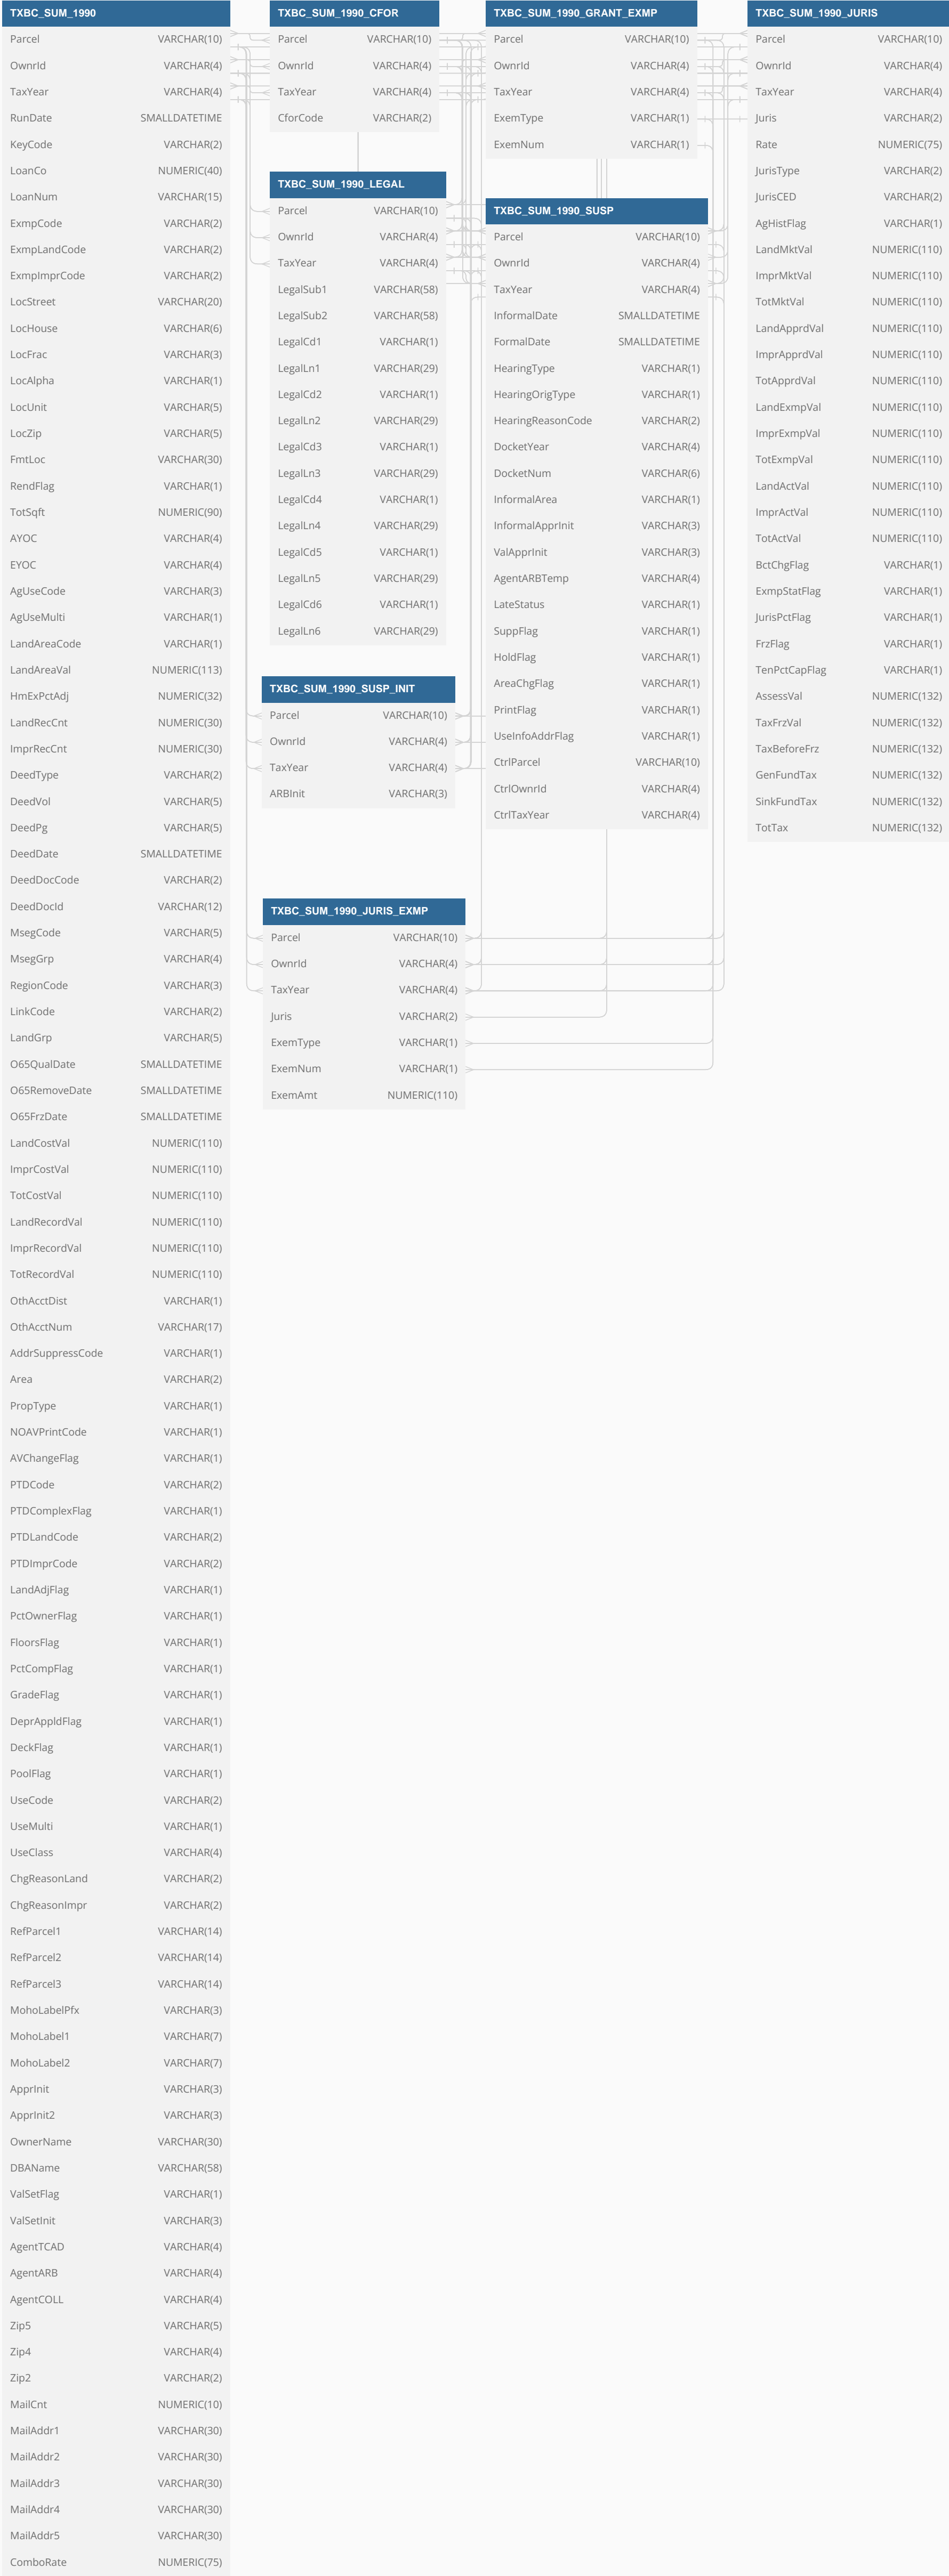 TXBC_SUM_1990
Parcel VARCHAR(10)
OwnrId VARCHAR(4)
TaxYear VARCHAR(4)
RunDate SMALLDATETIME
KeyCode VARCHAR(2)
LoanCo NUMERIC(40)
LoanNum VARCHAR(15)
ExmpCode VARCHAR(2)
ExmpLandCode VARCHAR(2)
ExmpImprCode VARCHAR(2)
LocStreet VARCHAR(20)
LocHouse VARCHAR(6)
LocFrac VARCHAR(3)
LocAlpha VARCHAR(1)
LocUnit VARCHAR(5)
LocZip VARCHAR(5)
FmtLoc VARCHAR(30)
RendFlag VARCHAR(1)
TotSqft NUMERIC(90)
AYOC VARCHAR(4)
EYOC VARCHAR(4)
AgUseCode VARCHAR(3)
AgUseMulti VARCHAR(1)
LandAreaCode VARCHAR(1)
LandAreaVal NUMERIC(113)
HmExPctAdj NUMERIC(32)
LandRecCnt NUMERIC(30)
ImprRecCnt NUMERIC(30)
DeedType VARCHAR(2)
DeedVol VARCHAR(5)
DeedPg VARCHAR(5)
DeedDate SMALLDATETIME
DeedDocCode VARCHAR(2)
DeedDocId VARCHAR(12)
MsegCode VARCHAR(5)
MsegGrp VARCHAR(4)
RegionCode VARCHAR(3)
LinkCode VARCHAR(2)
LandGrp VARCHAR(5)
O65QualDate SMALLDATETIME
O65RemoveDate SMALLDATETIME
O65FrzDate SMALLDATETIME
LandCostVal NUMERIC(110)
ImprCostVal NUMERIC(110)
TotCostVal NUMERIC(110)
LandRecordVal NUMERIC(110)
ImprRecordVal NUMERIC(110)
TotRecordVal NUMERIC(110)
OthAcctDist VARCHAR(1)
OthAcctNum VARCHAR(17)
AddrSuppressCode VARCHAR(1)
Area VARCHAR(2)
PropType VARCHAR(1)
NOAVPrintCode VARCHAR(1)
AVChangeFlag VARCHAR(1)
PTDCode VARCHAR(2)
PTDComplexFlag VARCHAR(1)
PTDLandCode VARCHAR(2)
PTDImprCode VARCHAR(2)
LandAdjFlag VARCHAR(1)
PctOwnerFlag VARCHAR(1)
FloorsFlag VARCHAR(1)
PctCompFlag VARCHAR(1)
GradeFlag VARCHAR(1)
DeprAppldFlag VARCHAR(1)
DeckFlag VARCHAR(1)
PoolFlag VARCHAR(1)
UseCode VARCHAR(2)
UseMulti VARCHAR(1)
UseClass VARCHAR(4)
ChgReasonLand VARCHAR(2)
ChgReasonImpr VARCHAR(2)
RefParcel1 VARCHAR(14)
RefParcel2 VARCHAR(14)
RefParcel3 VARCHAR(14)
MohoLabelPfx VARCHAR(3)
MohoLabel1 VARCHAR(7)
MohoLabel2 VARCHAR(7)
ApprInit VARCHAR(3)
ApprInit2 VARCHAR(3)
OwnerName VARCHAR(30)
DBAName VARCHAR(58)
ValSetFlag VARCHAR(1)
ValSetInit VARCHAR(3)
AgentTCAD VARCHAR(4)
AgentARB VARCHAR(4)
AgentCOLL VARCHAR(4)
Zip5 VARCHAR(5)
Zip4 VARCHAR(4)
Zip2 VARCHAR(2)
MailCnt NUMERIC(10)
MailAddr1 VARCHAR(30)
MailAddr2 VARCHAR(30)
MailAddr3 VARCHAR(30)
MailAddr4 VARCHAR(30)
MailAddr5 VARCHAR(30)
ComboRate NUMERIC(75)
TXBC_SUM_1990_CFOR
Parcel VARCHAR(10)
OwnrId VARCHAR(4)
TaxYear VARCHAR(4)
CforCode VARCHAR(2)
TXBC_SUM_1990_LEGAL
Parcel VARCHAR(10)
OwnrId VARCHAR(4)
TaxYear VARCHAR(4)
LegalSub1 VARCHAR(58)
LegalSub2 VARCHAR(58)
LegalCd1 VARCHAR(1)
LegalLn1 VARCHAR(29)
LegalCd2 VARCHAR(1)
LegalLn2 VARCHAR(29)
LegalCd3 VARCHAR(1)
LegalLn3 VARCHAR(29)
LegalCd4 VARCHAR(1)
LegalLn4 VARCHAR(29)
LegalCd5 VARCHAR(1)
LegalLn5 VARCHAR(29)
LegalCd6 VARCHAR(1)
LegalLn6 VARCHAR(29)
TXBC_SUM_1990_SUSP_INIT
Parcel VARCHAR(10)
OwnrId VARCHAR(4)
TaxYear VARCHAR(4)
ARBInit VARCHAR(3)
TXBC_SUM_1990_JURIS_EXMP
Parcel VARCHAR(10)
OwnrId VARCHAR(4)
TaxYear VARCHAR(4)
Juris VARCHAR(2)
ExemType VARCHAR(1)
ExemNum VARCHAR(1)
ExemAmt NUMERIC(110)
TXBC_SUM_1990_GRANT_EXMP
Parcel VARCHAR(10)
OwnrId VARCHAR(4)
TaxYear VARCHAR(4)
ExemType VARCHAR(1)
ExemNum VARCHAR(1)
TXBC_SUM_1990_SUSP
Parcel VARCHAR(10)
OwnrId VARCHAR(4)
TaxYear VARCHAR(4)
InformalDate SMALLDATETIME
FormalDate SMALLDATETIME
HearingType VARCHAR(1)
HearingOrigType VARCHAR(1)
HearingReasonCode VARCHAR(2)
DocketYear VARCHAR(4)
DocketNum VARCHAR(6)
InformalArea VARCHAR(1)
InformalApprInit VARCHAR(3)
ValApprInit VARCHAR(3)
AgentARBTemp VARCHAR(4)
LateStatus VARCHAR(1)
SuppFlag VARCHAR(1)
HoldFlag VARCHAR(1)
AreaChgFlag VARCHAR(1)
PrintFlag VARCHAR(1)
UseInfoAddrFlag VARCHAR(1)
CtrlParcel VARCHAR(10)
CtrlOwnrId VARCHAR(4)
CtrlTaxYear VARCHAR(4)
TXBC_SUM_1990_JURIS
Parcel VARCHAR(10)
OwnrId VARCHAR(4)
TaxYear VARCHAR(4)
Juris VARCHAR(2)
Rate NUMERIC(75)
JurisType VARCHAR(2)
JurisCED VARCHAR(2)
AgHistFlag VARCHAR(1)
LandMktVal NUMERIC(110)
ImprMktVal NUMERIC(110)
TotMktVal NUMERIC(110)
LandApprdVal NUMERIC(110)
ImprApprdVal NUMERIC(110)
TotApprdVal NUMERIC(110)
LandExmpVal NUMERIC(110)
ImprExmpVal NUMERIC(110)
TotExmpVal NUMERIC(110)
LandActVal NUMERIC(110)
ImprActVal NUMERIC(110)
TotActVal NUMERIC(110)
BctChgFlag VARCHAR(1)
ExmpStatFlag VARCHAR(1)
JurisPctFlag VARCHAR(1)
FrzFlag VARCHAR(1)
TenPctCapFlag VARCHAR(1)
AssessVal NUMERIC(132)
TaxFrzVal NUMERIC(132)
TaxBeforeFrz NUMERIC(132)
GenFundTax NUMERIC(132)
SinkFundTax NUMERIC(132)
TotTax NUMERIC(132)